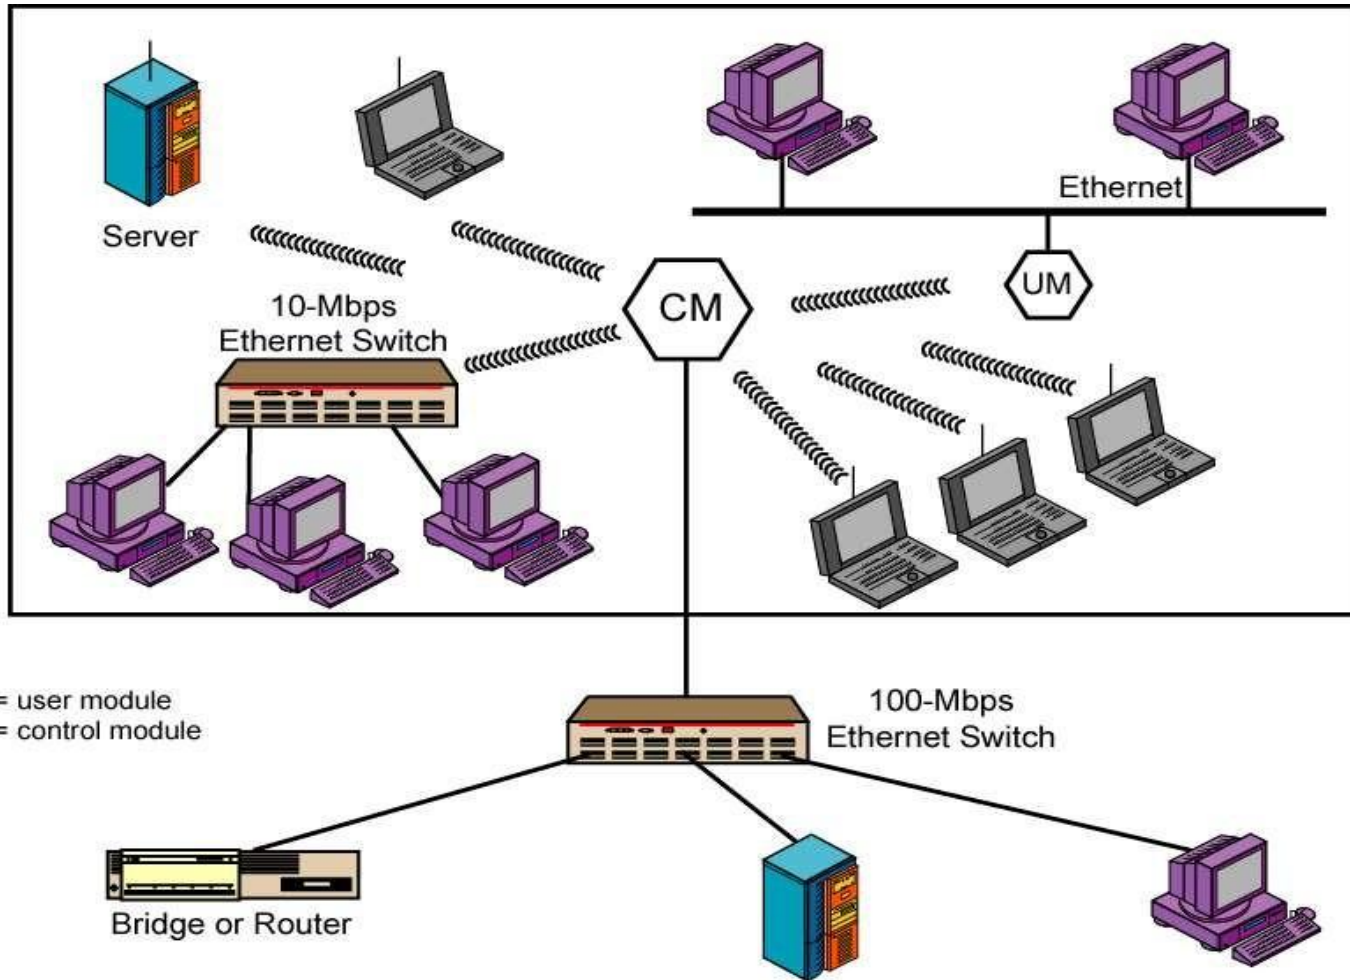 Server
Ethernet
10-Mbps
Ethernet Switch
CM
UM
= user module
= control module
100-Mbps
Ethernet Switch
Bridge or Router